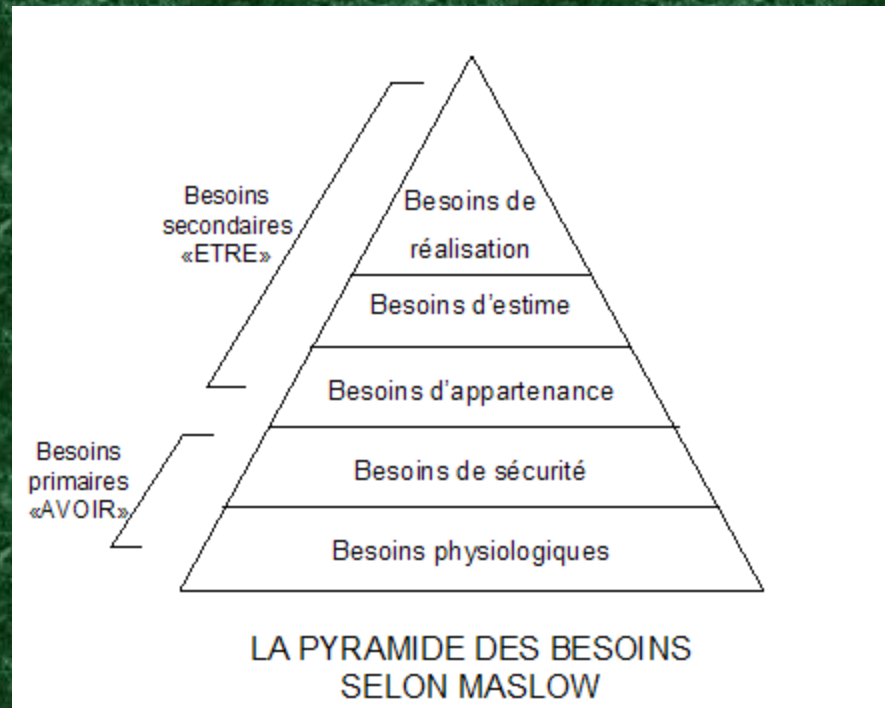 Besoins
secondaires
«ETRE»
Besoins de
réalisation
Besoins d'estime
Besoins d'appartenance
Besoins
primaires
«AVOIR»
Besoins de sécurité
Besoins physiologiques
LA PYRAMIDE DES BESOINS
SELON MASLOW